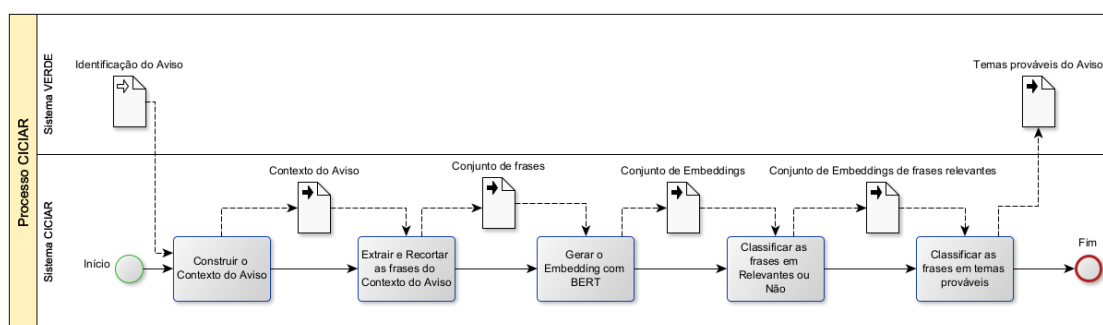 Processo CICIAR
Sistema VERDE
Identificação do Aviso
Temas prováveis do Aviso
Sistema CICIAR
Contexto do Aviso
Conjunto de frases
Conjunto de Embeddings
Conjunto de Embeddings de frases relevantes
Início
Construir o
Contexto do Aviso
Extrair e Recortar
as frases do
Contexto do Aviso
Gerar o
Embedding com
BERT
Classificar as
frases em
Relevantes ou
Não
Classificar as
frases em temas
prováveis
Fim